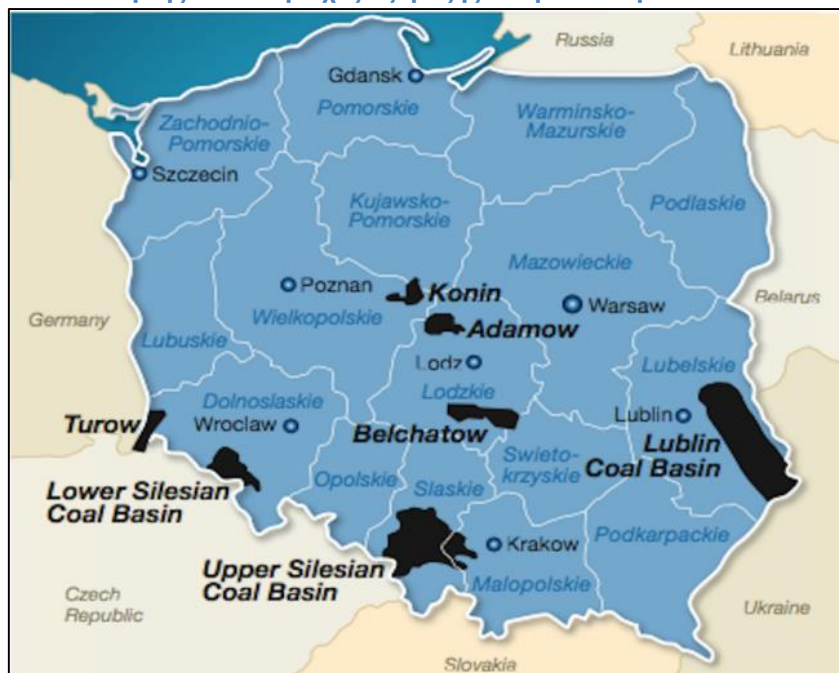 Russia
Lithuania
Gdansk
Pomorskie
Warminsko-
Mazurskie
Zachodnio-
Pomorskie
Szczecin
Kujawsko-
Pomorskie
Podlaskie
Mazowieckie
Poznan
Konin
Warsaw
Belarus
Germany
Wielkopolskie
Adamow
Lubuskie
Lodz
Lubelskie
Dolnoslaskie
Lodzkie
Turow
Wroclaw
Belchatow
Lublin
Lublin
Coal Basin
Swieto-
krzyskie
Opolskie
Slaskie
Lower Silesian
Coal Basin
Podkarpackie
Krakow
Upper Silesian
Coal Basin
Malopolskie
Czech
Republic
Ukraine
Slovakia